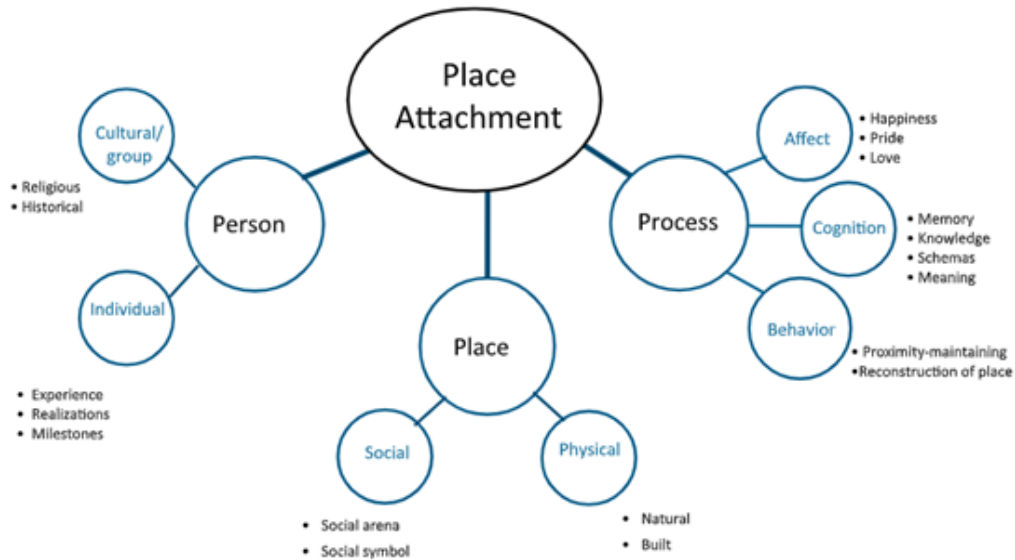 Place
Attachment
Cultural/
group
• Religious
• Historical
Person
Individual
• Experience
• Realizations
• Milestones
Place
Social
• Social arena
• Social symbol
Physical
• Natural
• Built
Process
Affect
• Happiness
• Pride
• Love
Cognition
• Memory
• Knowledge
• Schemas
• Meaning
Behavior
• Proximity-maintaining
•Reconstruction of place